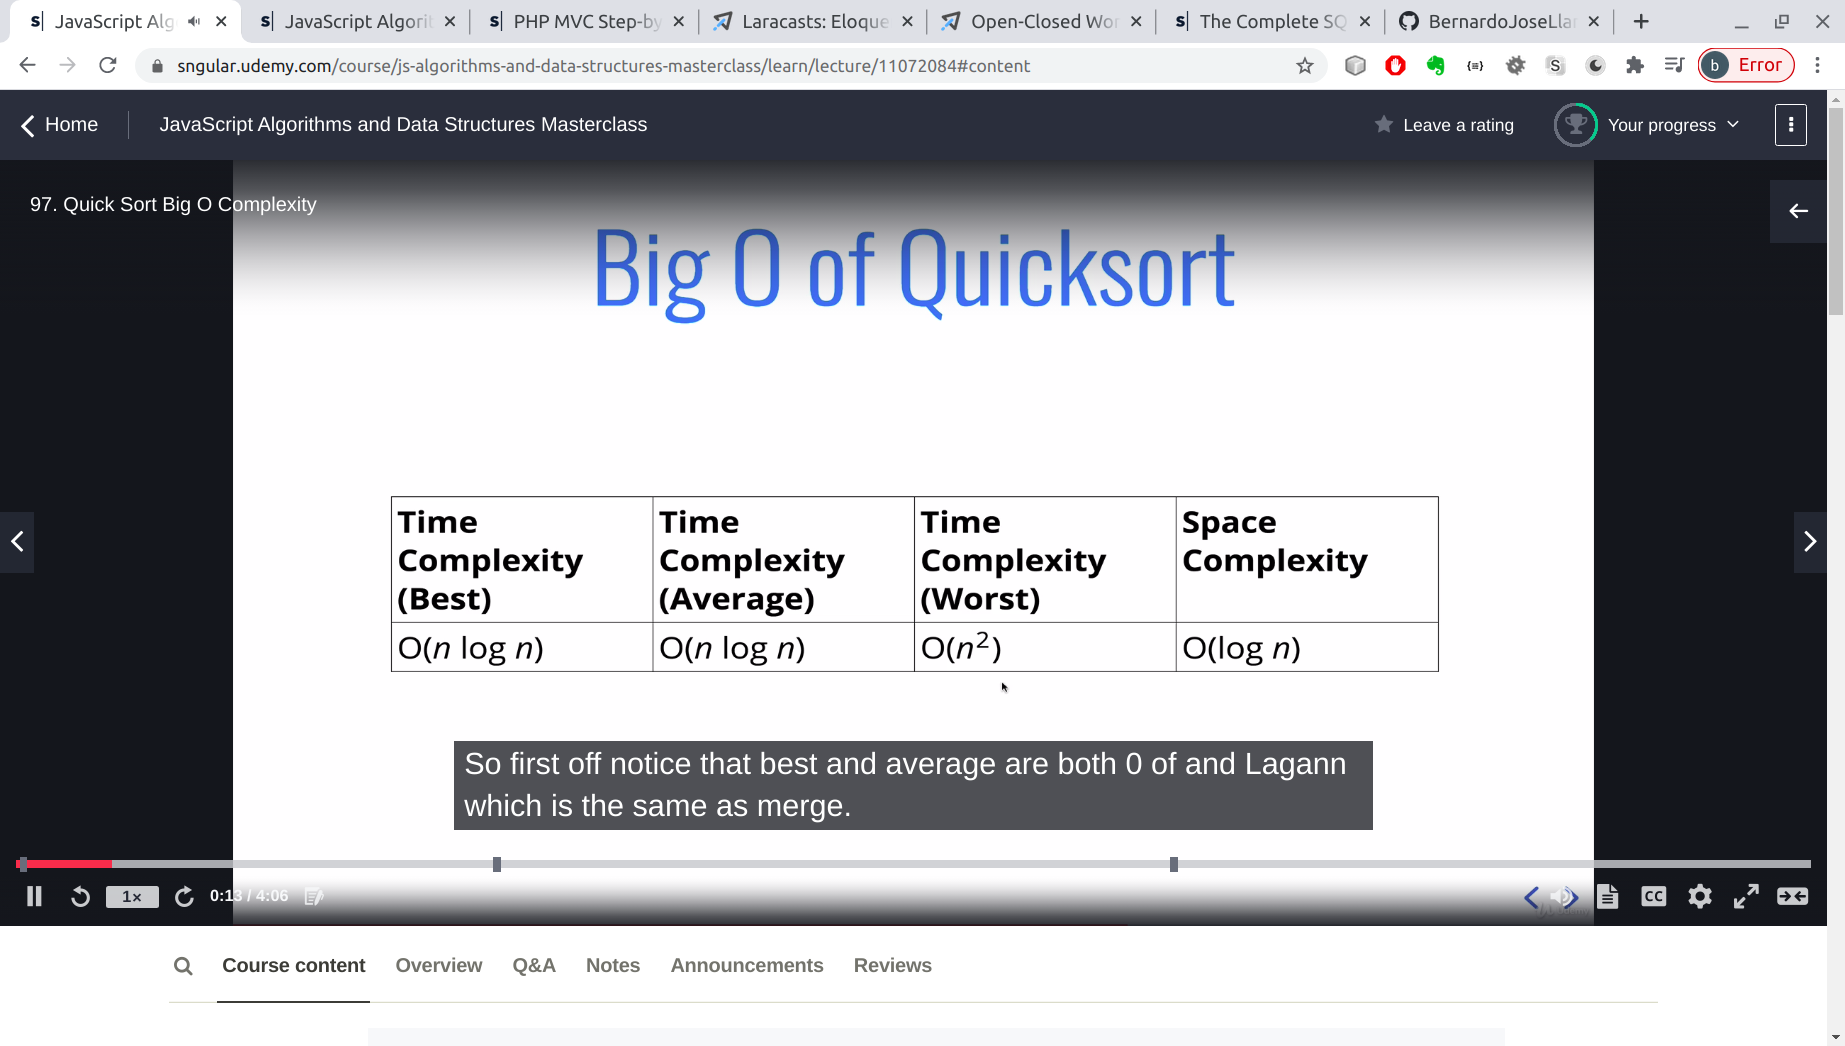 JavaScript Alg
JavaScript Algorit
PHP MVC Step-by
Laracasts: Eloque
Open-Closed Wor
The Complete SQ
BernardoJoseLla
sngular.udemy.com/course/js-algorithms-and-data-structures-masterclass/learn/lecture/11072084#content
b Error
Home
JavaScript Algorithms and Data Structures Masterclass
Leave a rating
Your progress
97. Quick Sort Big O Complexity
Big O of Quicksort
Time Complexity (Best)
Time Complexity (Average)
Time Complexity (Worst)
Space Complexity
O(n log n)
O(n log n)
O(n²)
O(log n)
So first off notice that best and average are both 0 of and Lagann
which is the same as merge.
1×
0:13 / 4:06
CC
Course content
Overview
Q&A
Notes
Announcements
Reviews